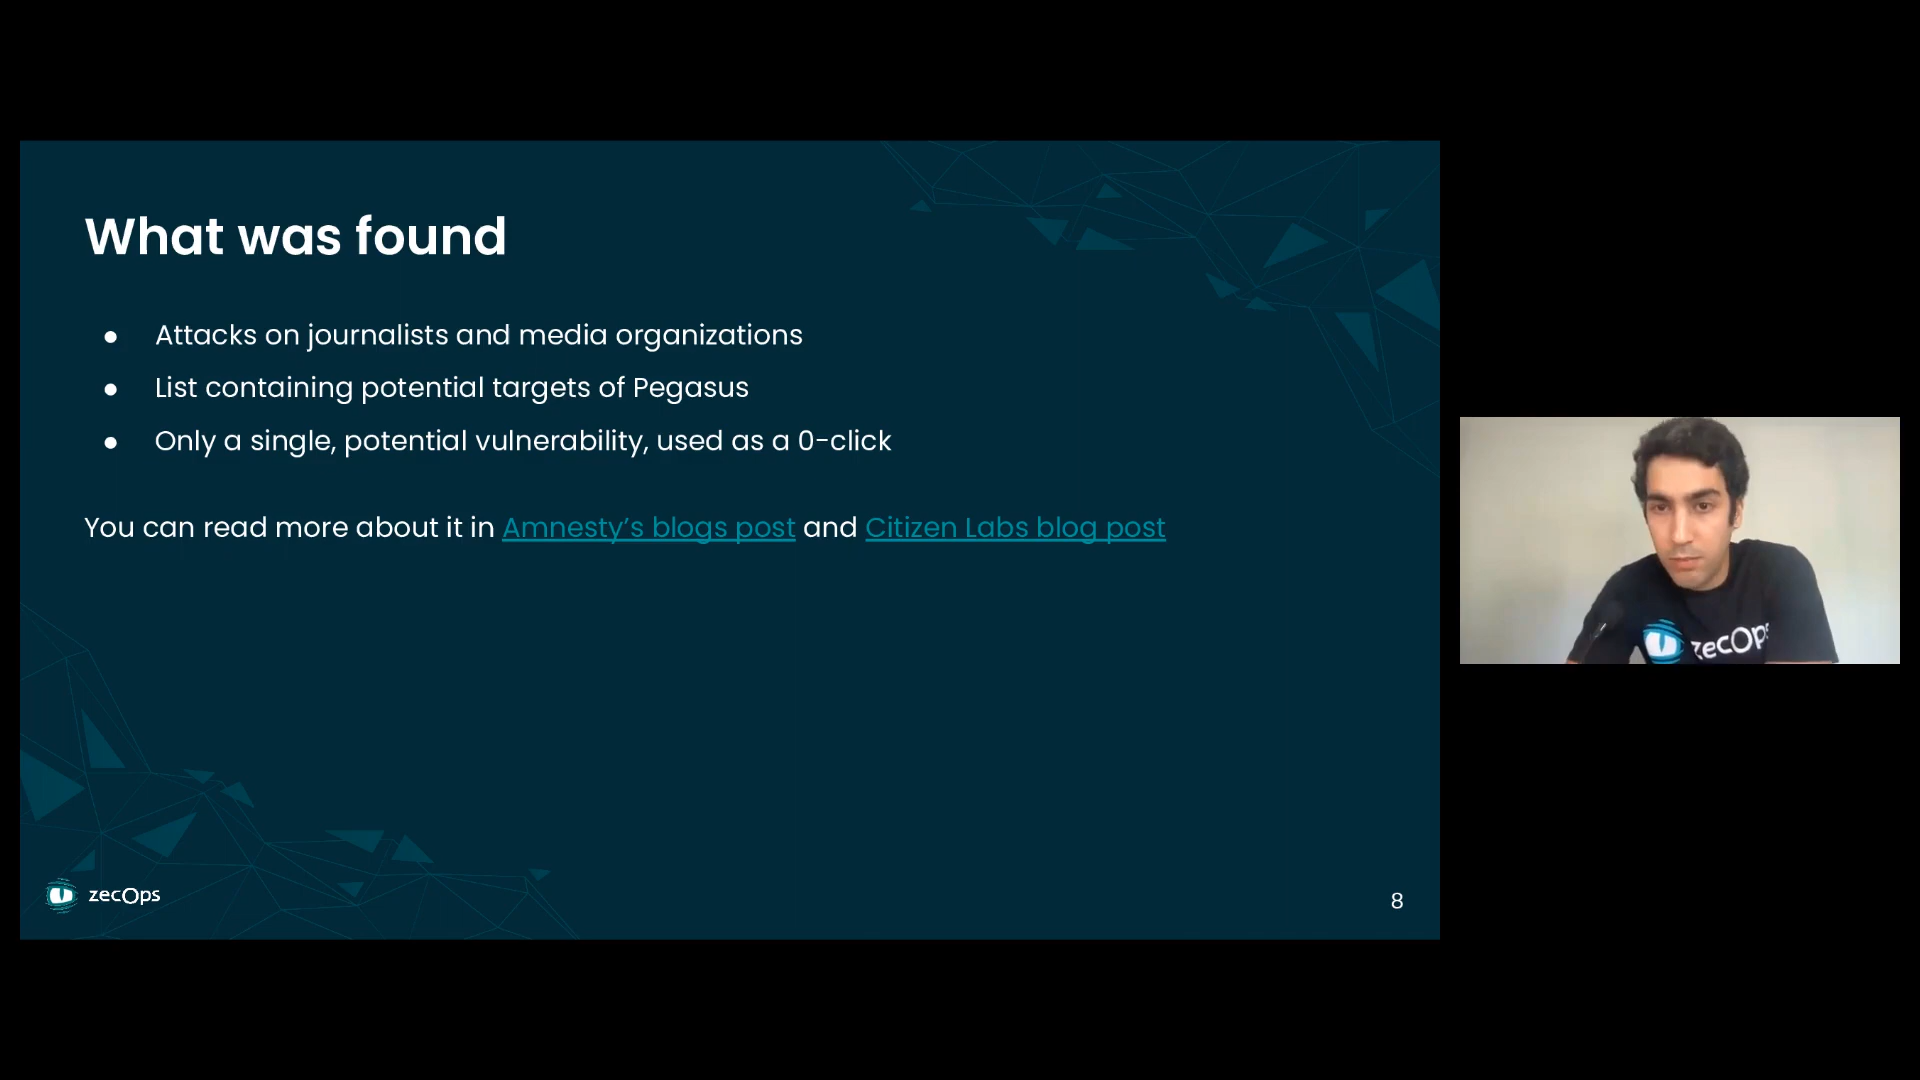 What was found
● Attacks on journalists and media organizations
● List containing potential targets of Pegasus
● Only a single, potential vulnerability, used as a 0-click
You can read more about it in Amnesty’s blogs post and Citizen Labs blog post
zecOps
zecOps
8